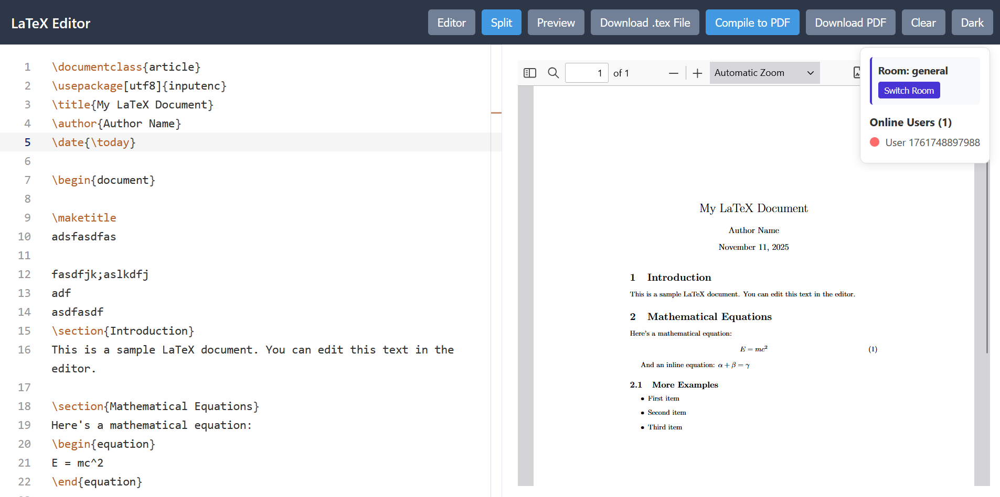 LaTeX Editor
Editor
Split
Preview
Download .tex File
Compile to PDF
Download PDF
Clear
Dark
1 \documentclass{article}
2 \usepackage[utf8]{inputenc}
3 \title{My LaTeX Document}
4 \author{Author Name}
5 \date{\today}
6
7 \begin{document}
8
9 \maketitle
10 adsfasdfas
11
12 fasdfjk;aslkdfj
13 adf
14 asdfasdf
15 \section{Introduction}
16 This is a sample LaTeX document. You can edit this text in the
editor.
17
18 \section{Mathematical Equations}
19 Here's a mathematical equation:
20 \begin{equation}
21 E = mc^2
22 \end{equation}
1 of 1
Automatic Zoom
Room: general
Switch Room
Online Users (1)
User 1761748897988
My LaTeX Document
Author Name
November 11, 2025
1 Introduction
This is a sample LaTeX document. You can edit this text in the editor.
2 Mathematical Equations
Here's a mathematical equation:
E = mc² (1)
And an inline equation: α + β = γ
2.1 More Examples
• First item
• Second item
• Third item